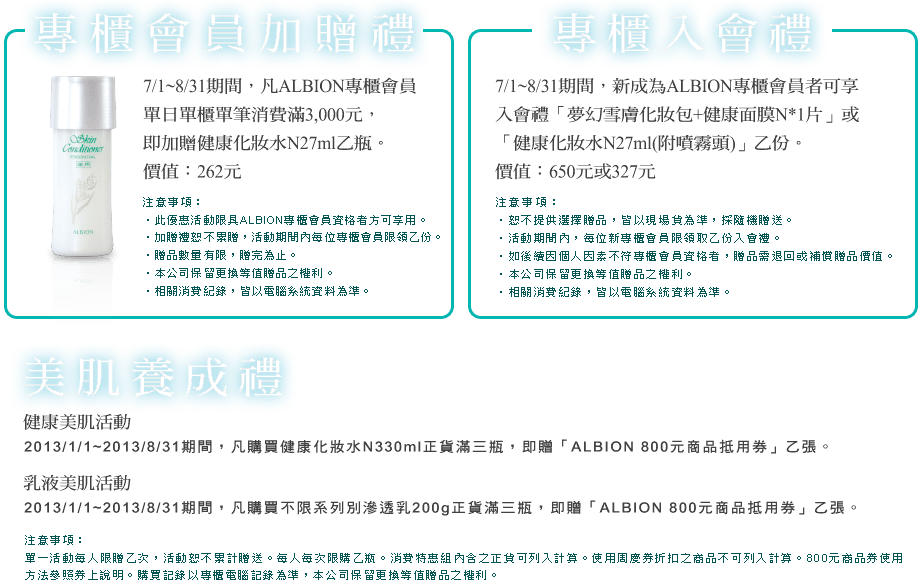 專櫃會員加贈禮
7/1~8/31期間，凡ALBION專櫃會員
單日單櫃單筆消費滿3,000元，
即加贈健康化妝水N27ml乙瓶。
價值：262元
注意事項：
・此優惠活動限具ALBION專櫃會員資格者方可享用。
・加贈禮恕不累贈，活動期間內每位專櫃會員限領乙份。
・贈品數量有限，贈完為止。
・本公司保留更換等值贈品之權利。
・相關消費紀錄，皆以電腦系統資料為準。
Skin
Conditioner
ESSENTIAL
ALBION
專櫃入會禮
7/1~8/31期間，新成為ALBION專櫃會員者可享
入會禮「夢幻雪膚化妝包+健康面膜N*1片」或
「健康化妝水N27ml(附噴霧頭)」乙份。
價值：650元或327元
注意事項：
・恕不提供選擇贈品，皆以現場貨為準，採隨機贈送。
・活動期間內，每位新專櫃會員限領取乙份入會禮。
・如後續因個人因素不符專櫃會員資格者，贈品需退回或補償贈品價值。
・本公司保留更換等值贈品之權利。
・相關消費紀錄，皆以電腦系統資料為準。
美肌養成禮
健康美肌活動
2013/1/1~2013/8/31期間，凡購買健康化妝水N330ml正貨滿三瓶，即贈「ALBION 800元商品抵用券」乙張。
乳液美肌活動
2013/1/1~2013/8/31期間，凡購買不限系列別滲透乳200g正貨滿三瓶，即贈「ALBION 800元商品抵用券」乙張。
注意事項：
單一活動每人限贈乙次，活動恕不累計贈送。每人每次限購乙瓶。消費特惠組內含之正貨可列入計算。使用周慶券折扣之商品不可列入計算。800元商品券使用
方法參照券上說明。購買記錄以專櫃電腦記錄為準，本公司保留更換等值贈品之權利。